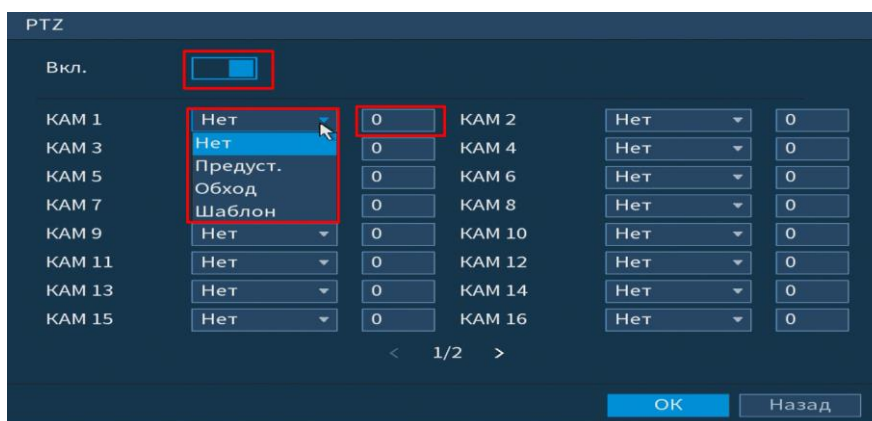 PTZ
Вкл.
КАМ 1 Нет 0 КАМ 2 Нет 0
КАМ 3 Нет 0 КАМ 4 Нет 0
Предуст.
КАМ 5 0 КАМ 6 Нет 0
Обход
КАМ 7 Шаблон 0 КАМ 8 Нет 0
КАМ 9 Нет 0 КАМ 10 Нет 0
КАМ 11 Нет 0 КАМ 12 Нет 0
КАМ 13 Нет 0 КАМ 14 Нет 0
КАМ 15 Нет 0 КАМ 16 Нет 0
< 1/2 >
ОК Назад